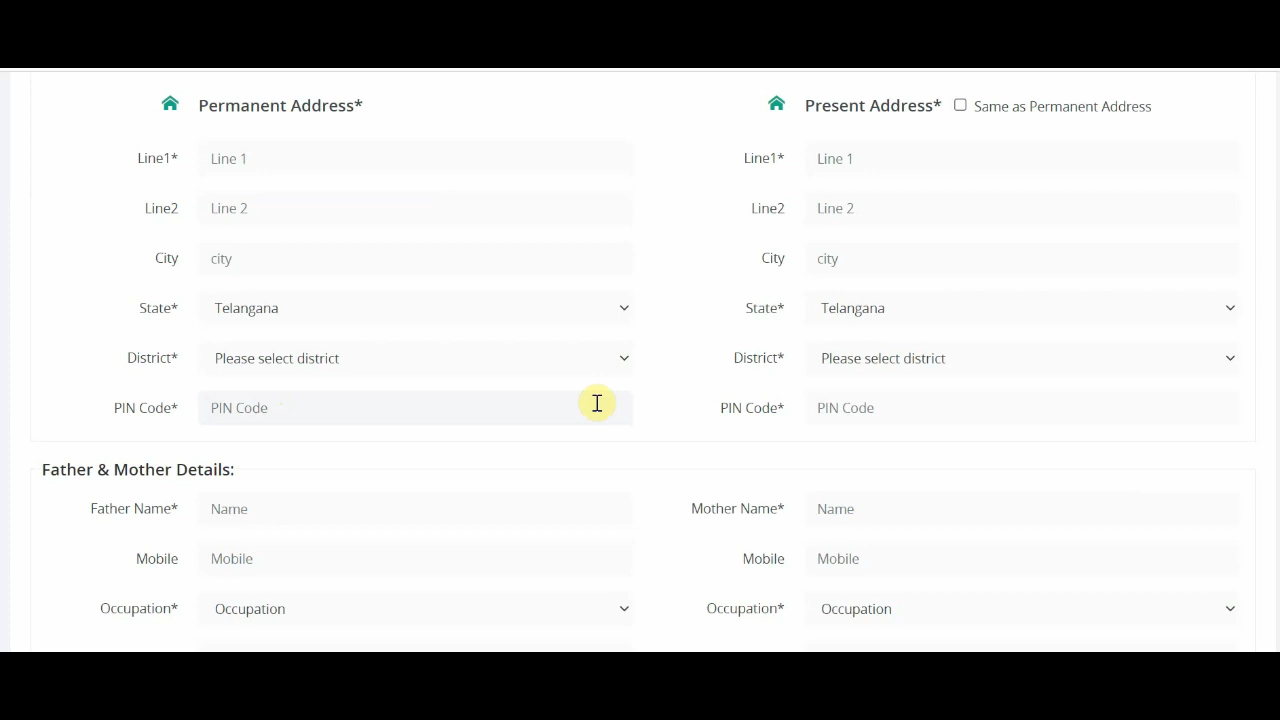 Permanent Address*
Line1* Line 1
Line2 Line 2
City city
State* Telangana
District* Please select district
PIN Code* PIN Code
Present Address* Same as Permanent Address
Line1* Line 1
Line2 Line 2
City city
State* Telangana
District* Please select district
PIN Code* PIN Code
Father & Mother Details:
Father Name* Name
Mobile Mobile
Occupation* Occupation
Mother Name* Name
Mobile Mobile
Occupation* Occupation